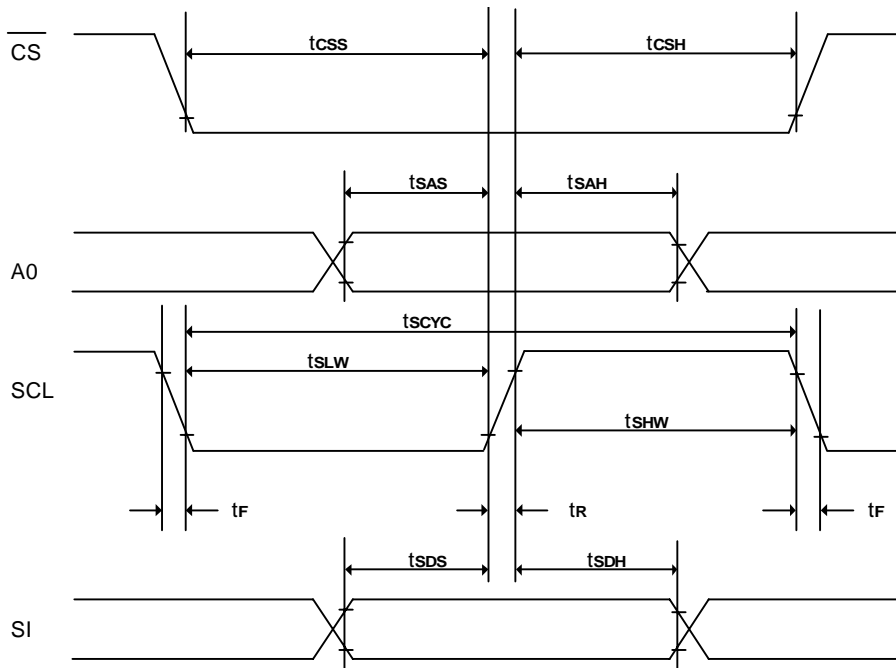 tCSS tCSH
CS
tSAS tSAH
A0
tSCYC
tSLW
SCL
tSHW
tF tR tF
tSDS tSDH
SI